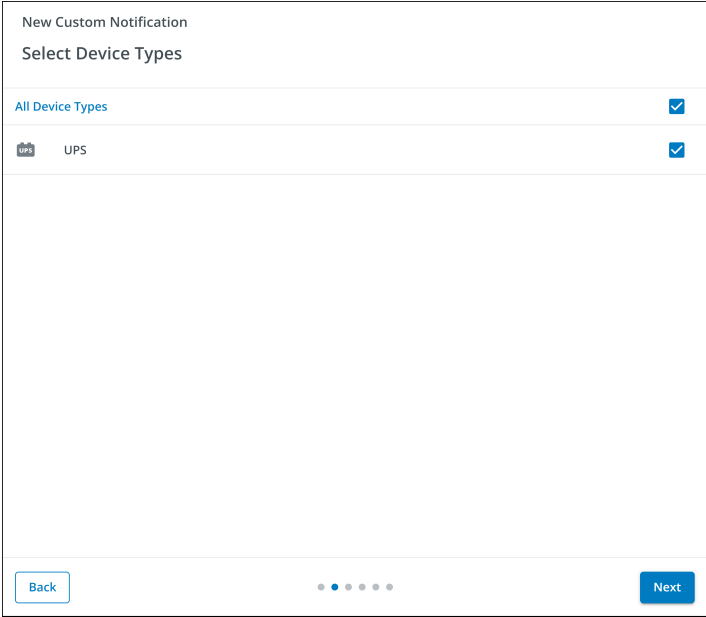 New Custom Notification
Select Device Types
All Device Types
UPS UPS
Back Next